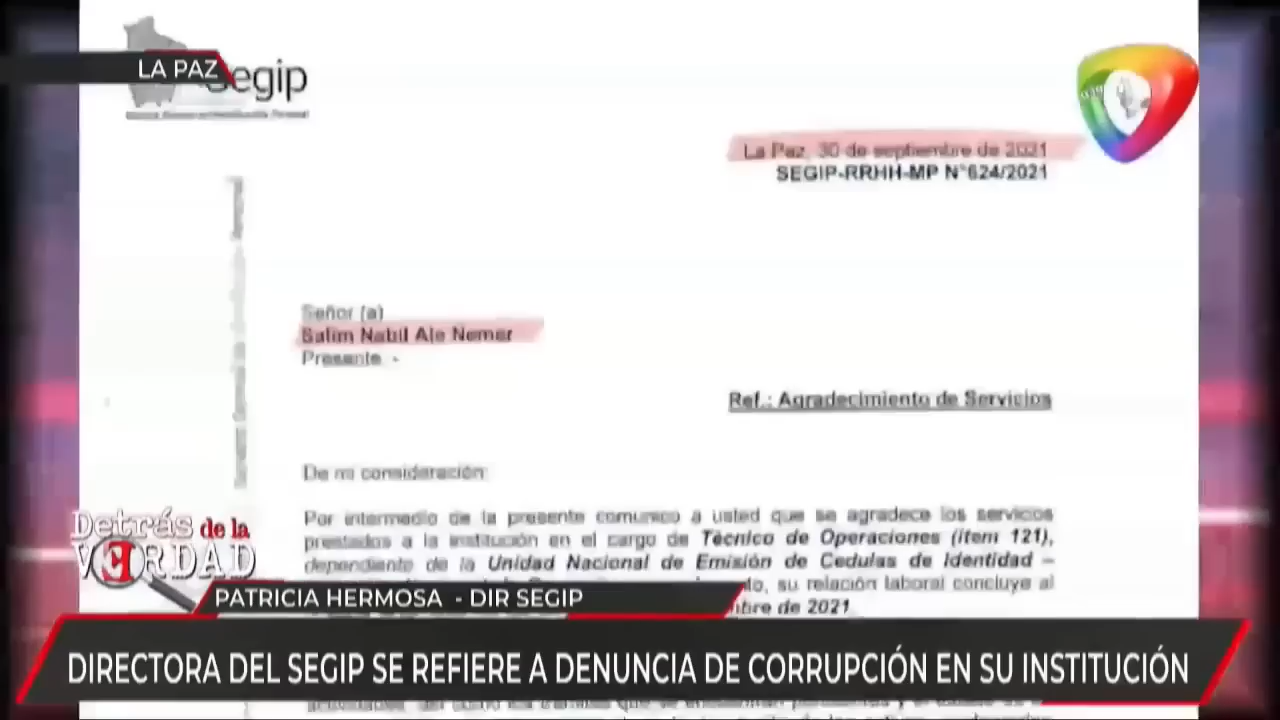 LA PAZ
segip
La Paz, 30 de septiembre de 2021
SEGIP-RRHH-MP N°624/2021
Señor (a)
Salim Nabil Ale Nemer
Presente. -
Ref.: Agradecimiento de Servicios
De mi consideración:
Por intermedio de la presente comunico a usted que se agradece los servicios
prestados a la institución en el cargo de Técnico de Operaciones (ítem 121),
dependiente de la Unidad Nacional de Emisión de Cedulas de Identidad –
su relación laboral concluye al
de 2021
Detrás de la
VERDAD
PATRICIA HERMOSA - DIR SEGIP
DIRECTORA DEL SEGIP SE REFIERE A DENUNCIA DE CORRUPCIÓN EN SU INSTITUCIÓN